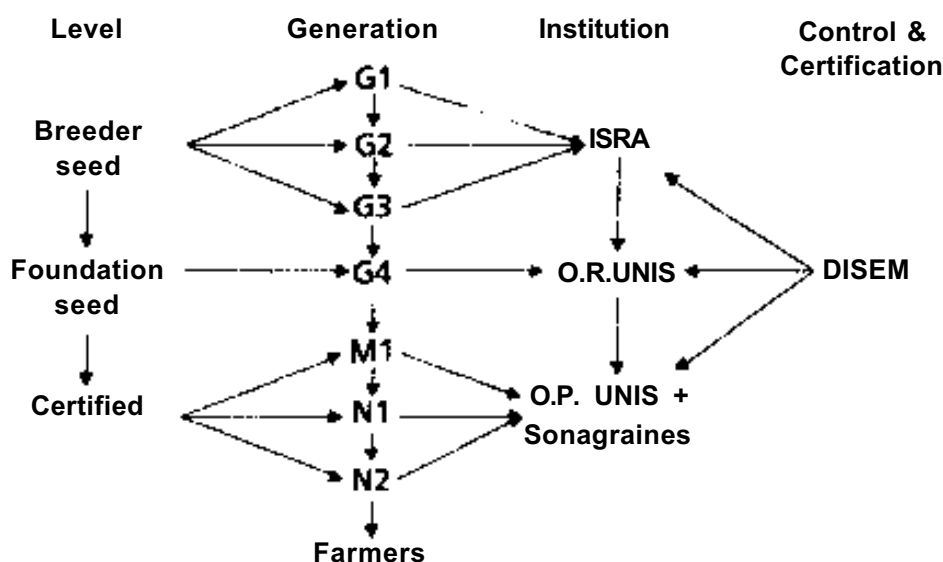 Level Generation Institution Control &
Certification
G1
Breeder
seed
G2
ISRA
G3
Foundation
seed
G4
O.R.UNIS
DISEM
M1
Certified
N1
O.P. UNIS +
Sonagraines
N2
Farmers